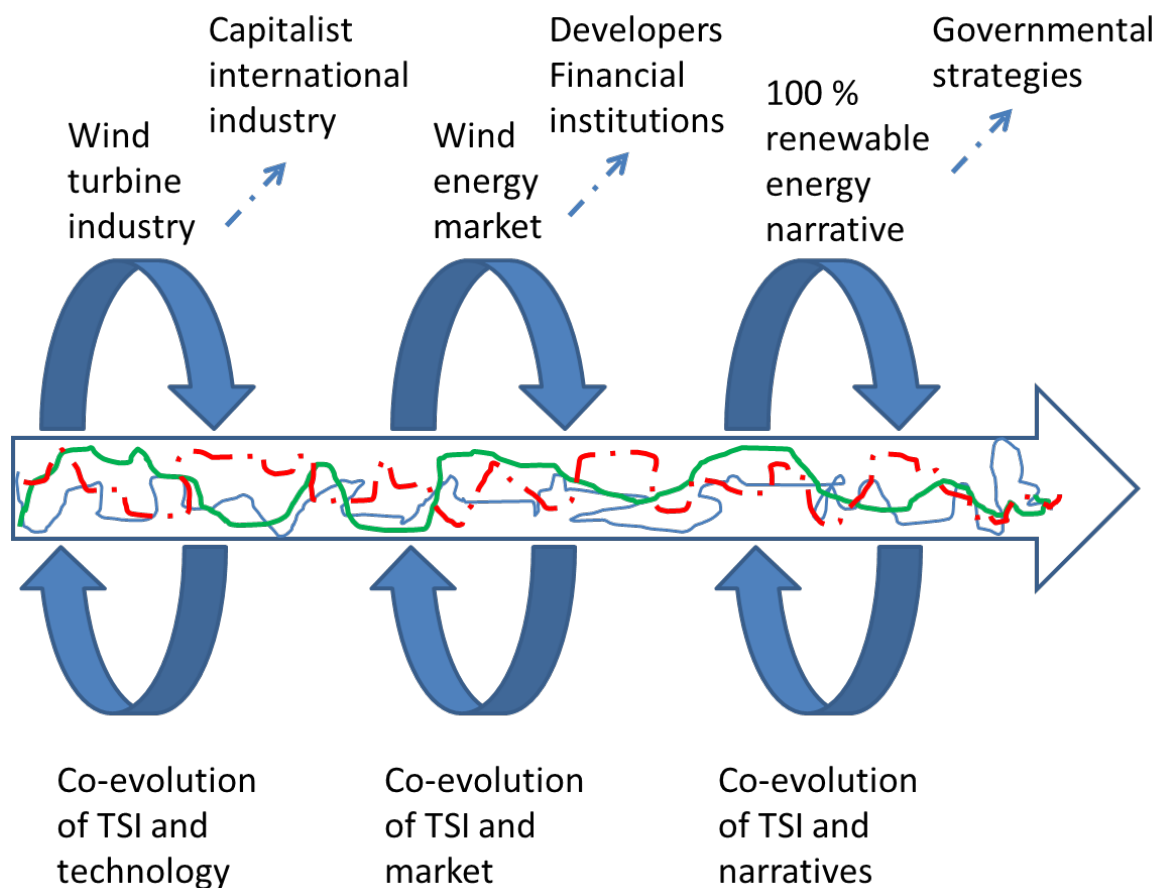 Capitalist
international
industry
Developers
Financial
institutions
Governmental
strategies
Wind
turbine
industry
Wind
energy
market
100 %
renewable
energy
narrative
Co-evolution
of TSI and
technology
Co-evolution
of TSI and
market
Co-evolution
of TSI and
narratives